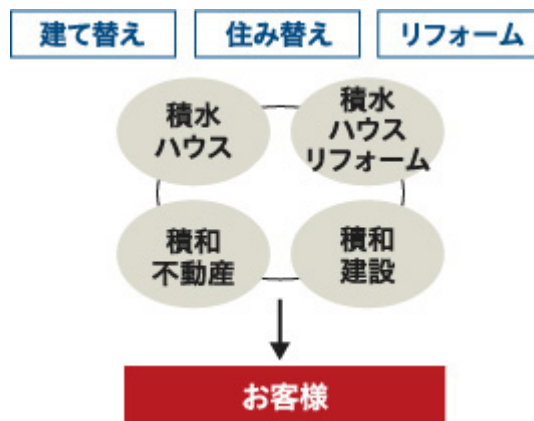 建て替え 住み替え リフォーム
積水
ハウス
積水
ハウス
リフォーム
積和
不動産
積和
建設
お客様